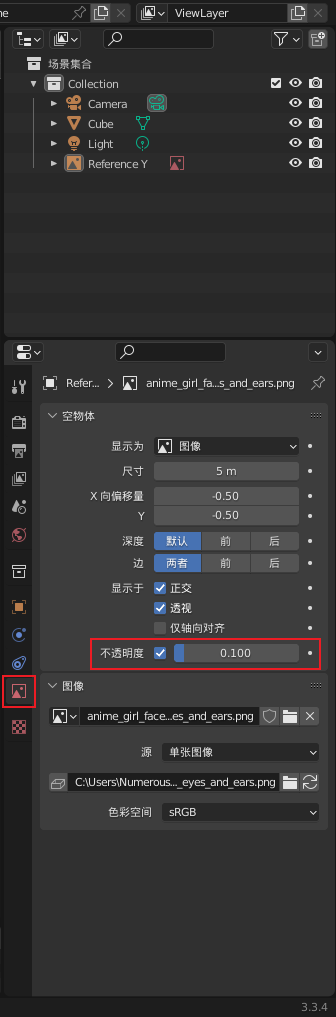 ne
ViewLayer
场景集合
Collection
Camera
Cube
Light
Reference Y
Refer...
anime_girl_fa...s_and_ears.png
空物体
显示为
图像
尺寸
5 m
X 向偏移量
-0.50
Y
-0.50
深度
默认
前
后
边
两者
前
后
显示于
正交
透视
仅轴向对齐
不透明度
0.100
图像
anime_girl_face...es_and_ears.png
源
单张图像
C:\Users\Numerous..._eyes_and_ears.png
色彩空间
sRGB
3.3.4